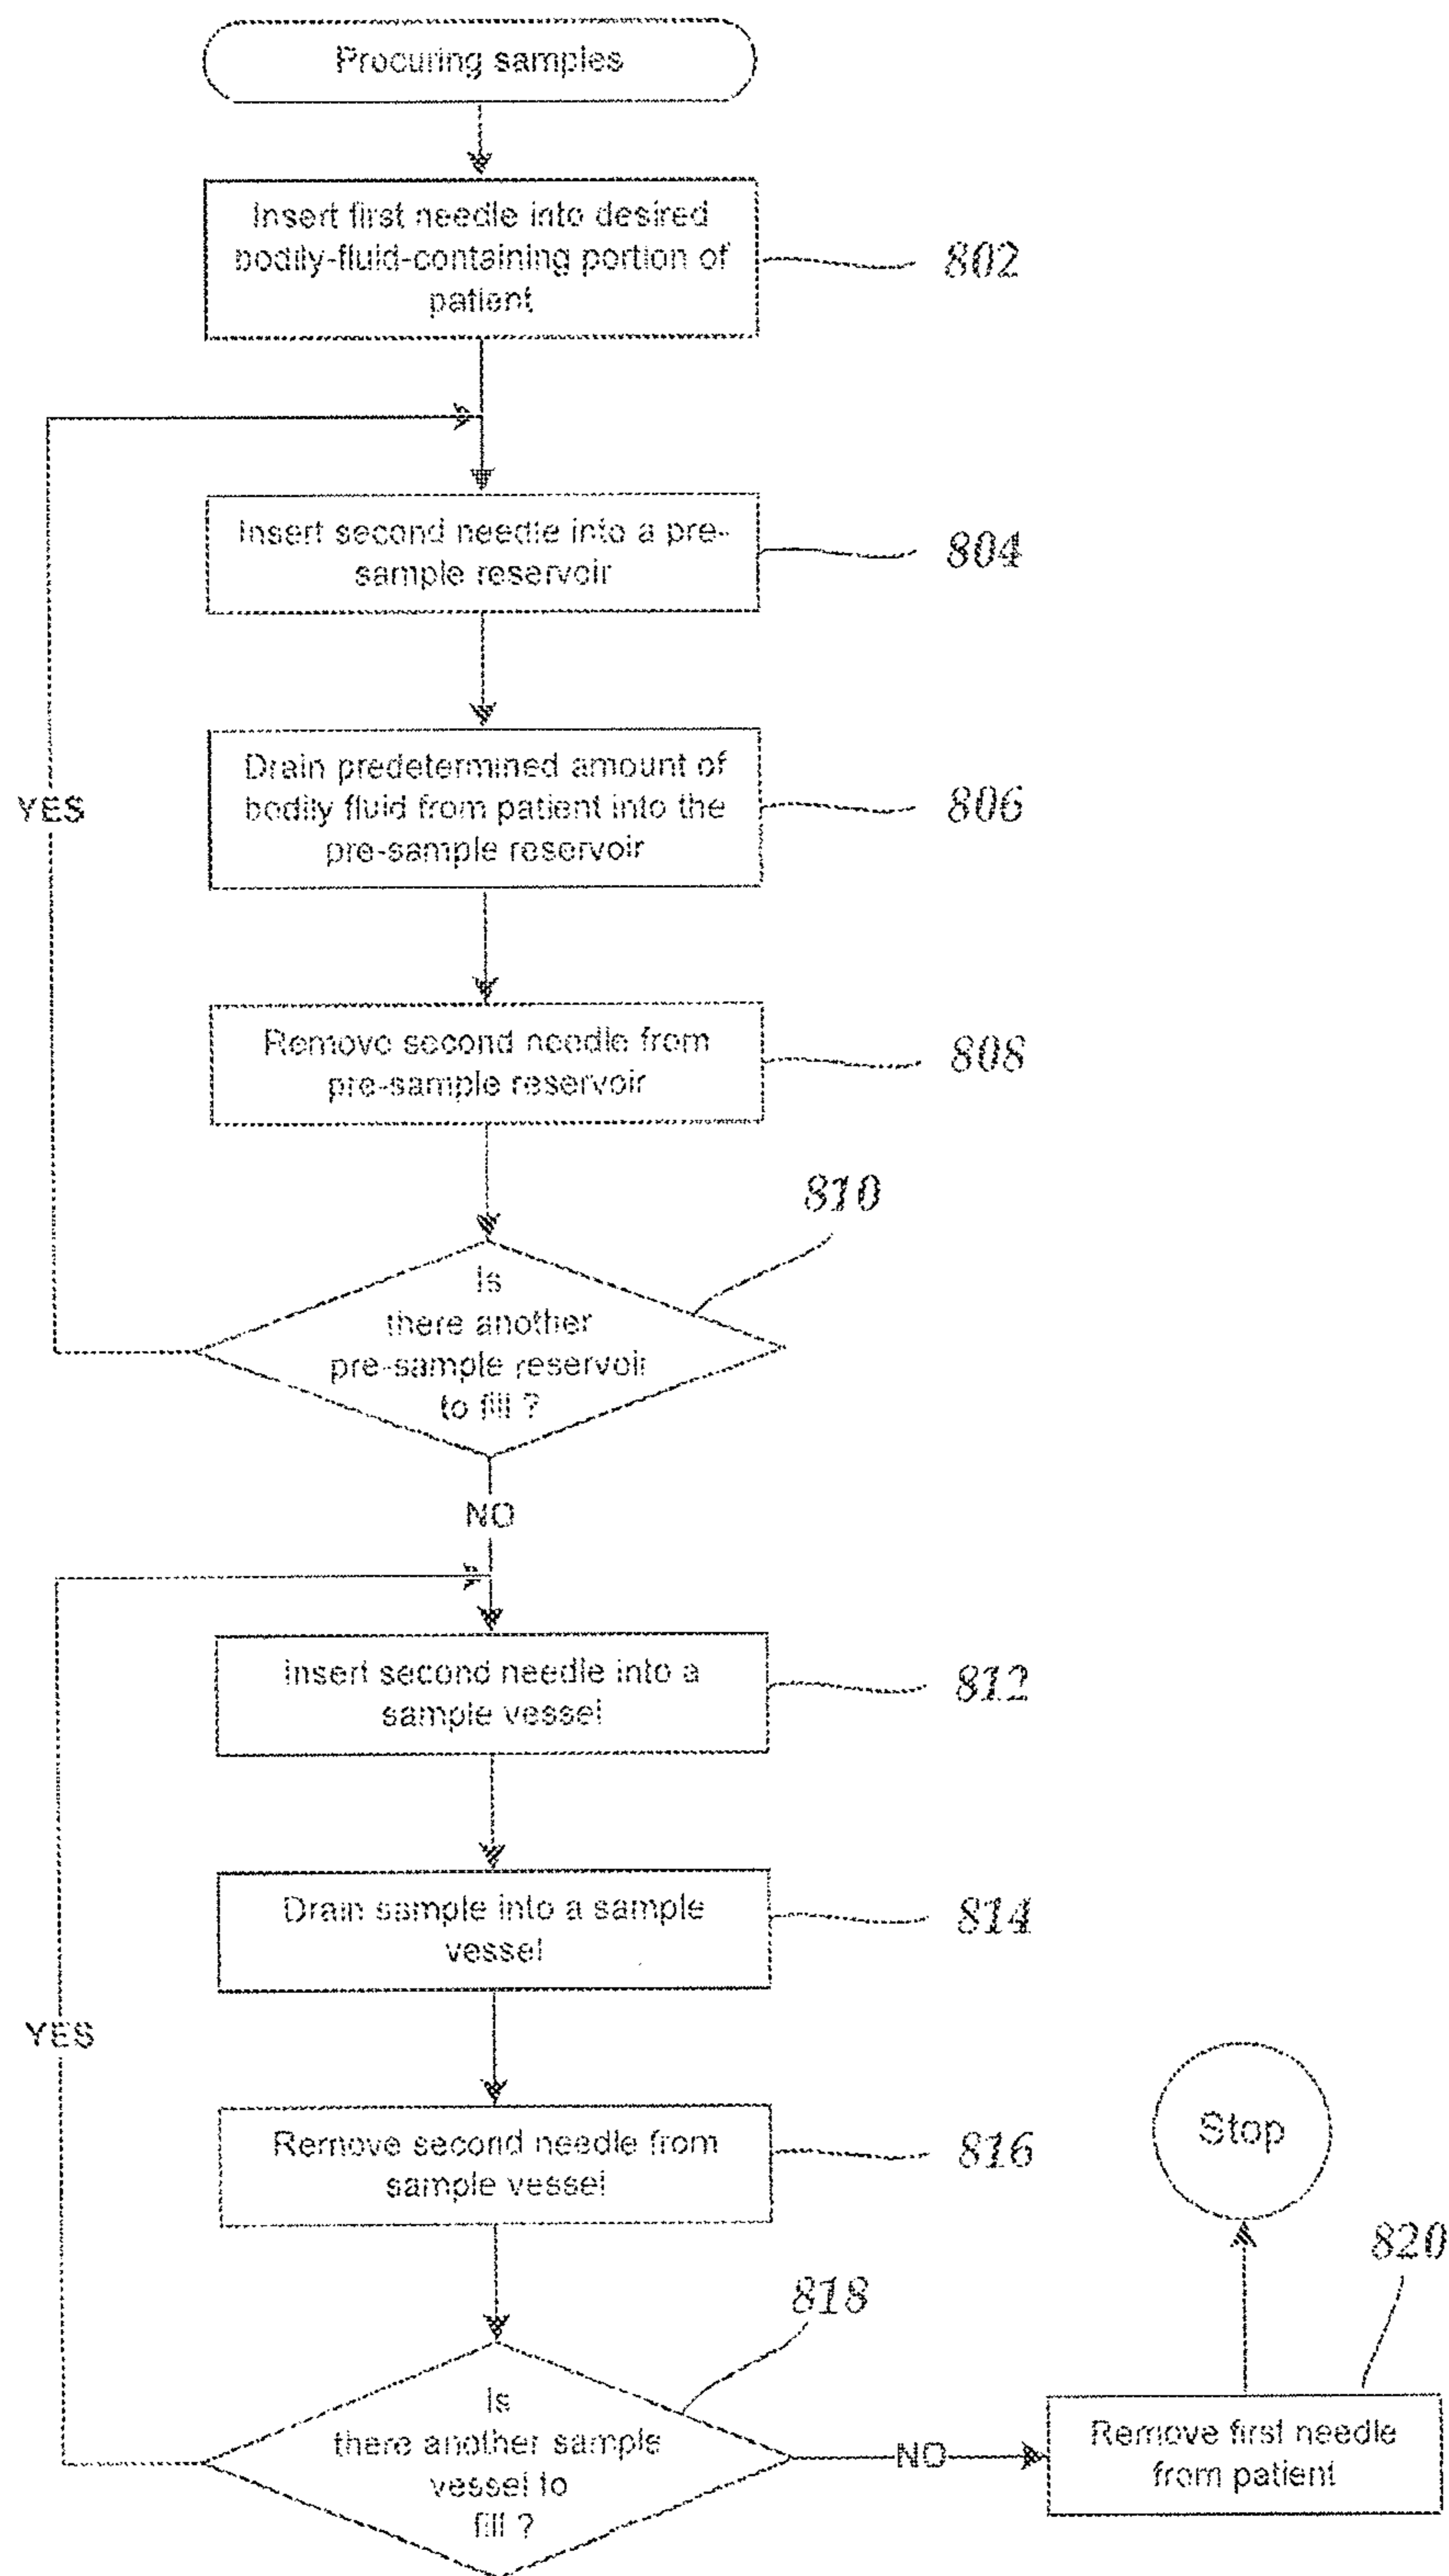 Procuring samples
Insert first needle into desired
bodily-fluid-containing portion of
patient
802
Insert second needle into a pre-
sample reservoir
804
YES
Drain predetermined amount of
bodily fluid from patient into the
pre-sample reservoir
806
Remove second needle from
pre-sample reservoir
808
810
Is
there another
pre-sample reservoir
to fill ?
NO
Insert second needle into a
sample vessel
812
Drain sample into a sample
vessel
814
YES
Remove second needle from
sample vessel
816
Stop
818
820
Is
there another sample
vessel to
fill ?
NO
Remove first needle
from patient